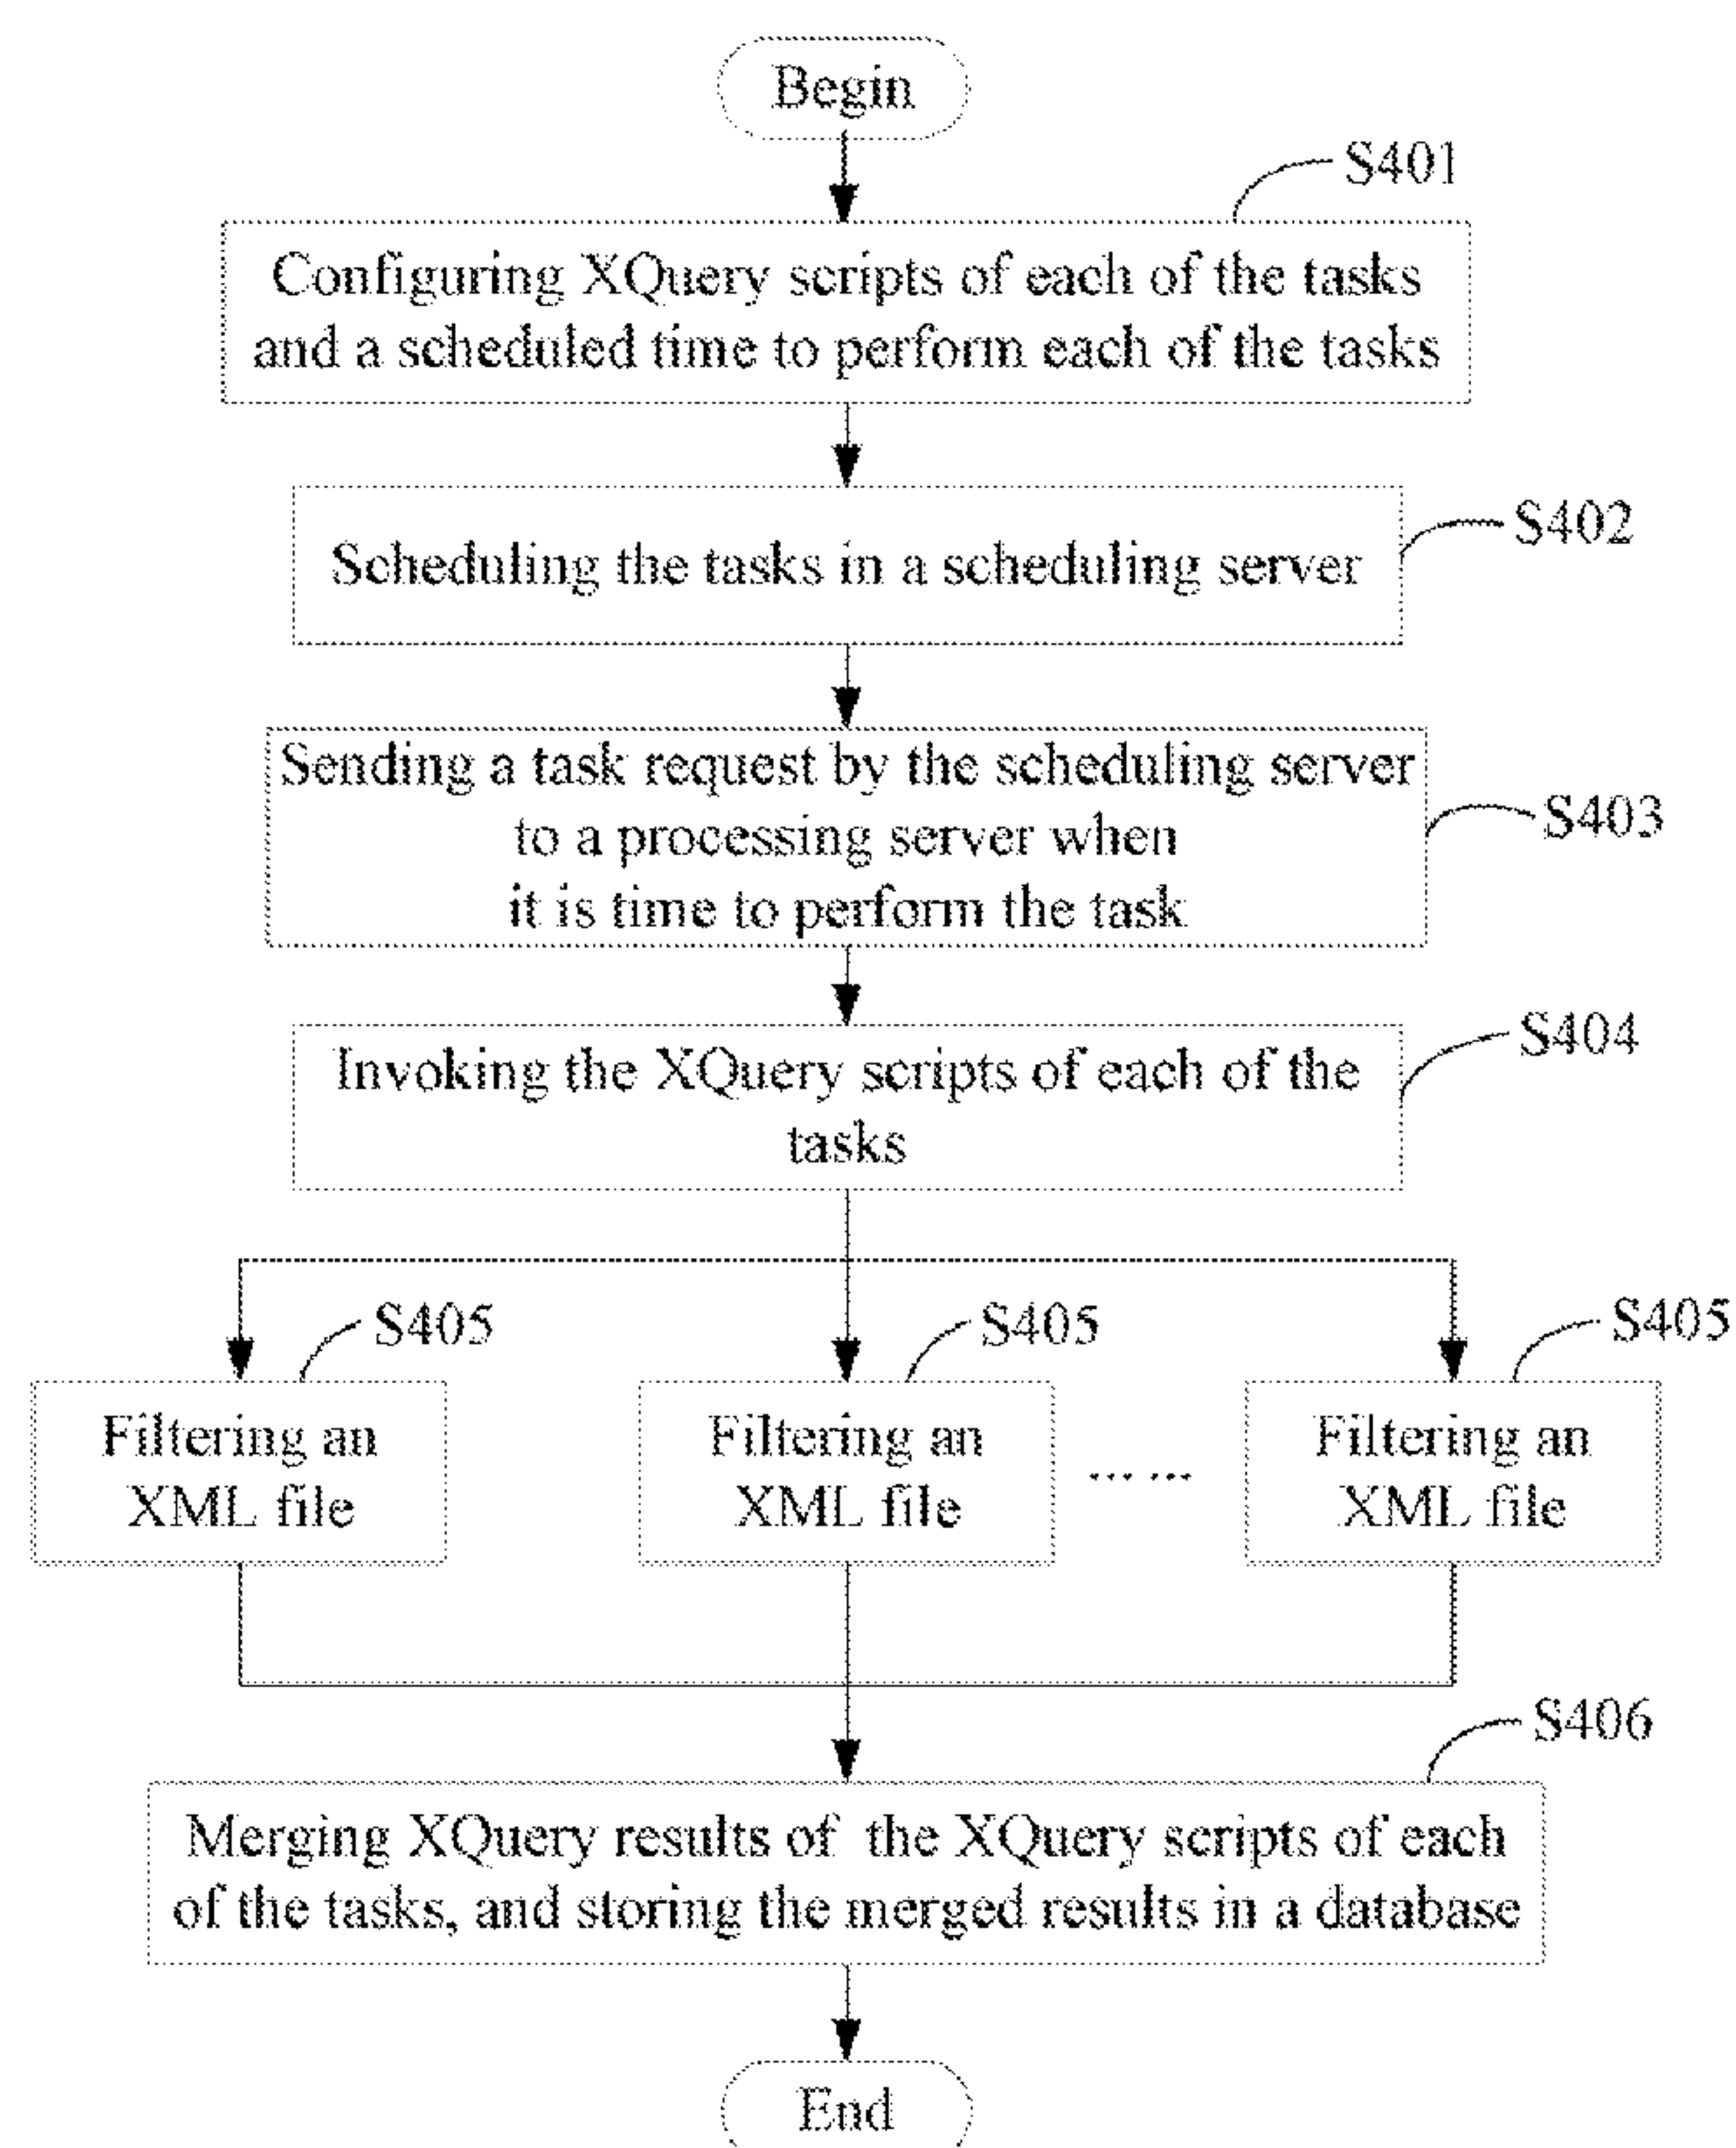 Begin
S401
Configuring XQuery scripts of each of the tasks
and a scheduled time to perform each of the tasks
S402
Scheduling the tasks in a scheduling server
Sending a task request by the scheduling server
S403
to a processing server when
it is time to perform the task
S404
Invoking the XQuery scripts of each of the
tasks
S405
S405
S405
Filtering an
XML file
Filtering an
XML file
... ...
Filtering an
XML file
S406
Merging XQuery results of the XQuery scripts of each
of the tasks, and storing the merged results in a database
End